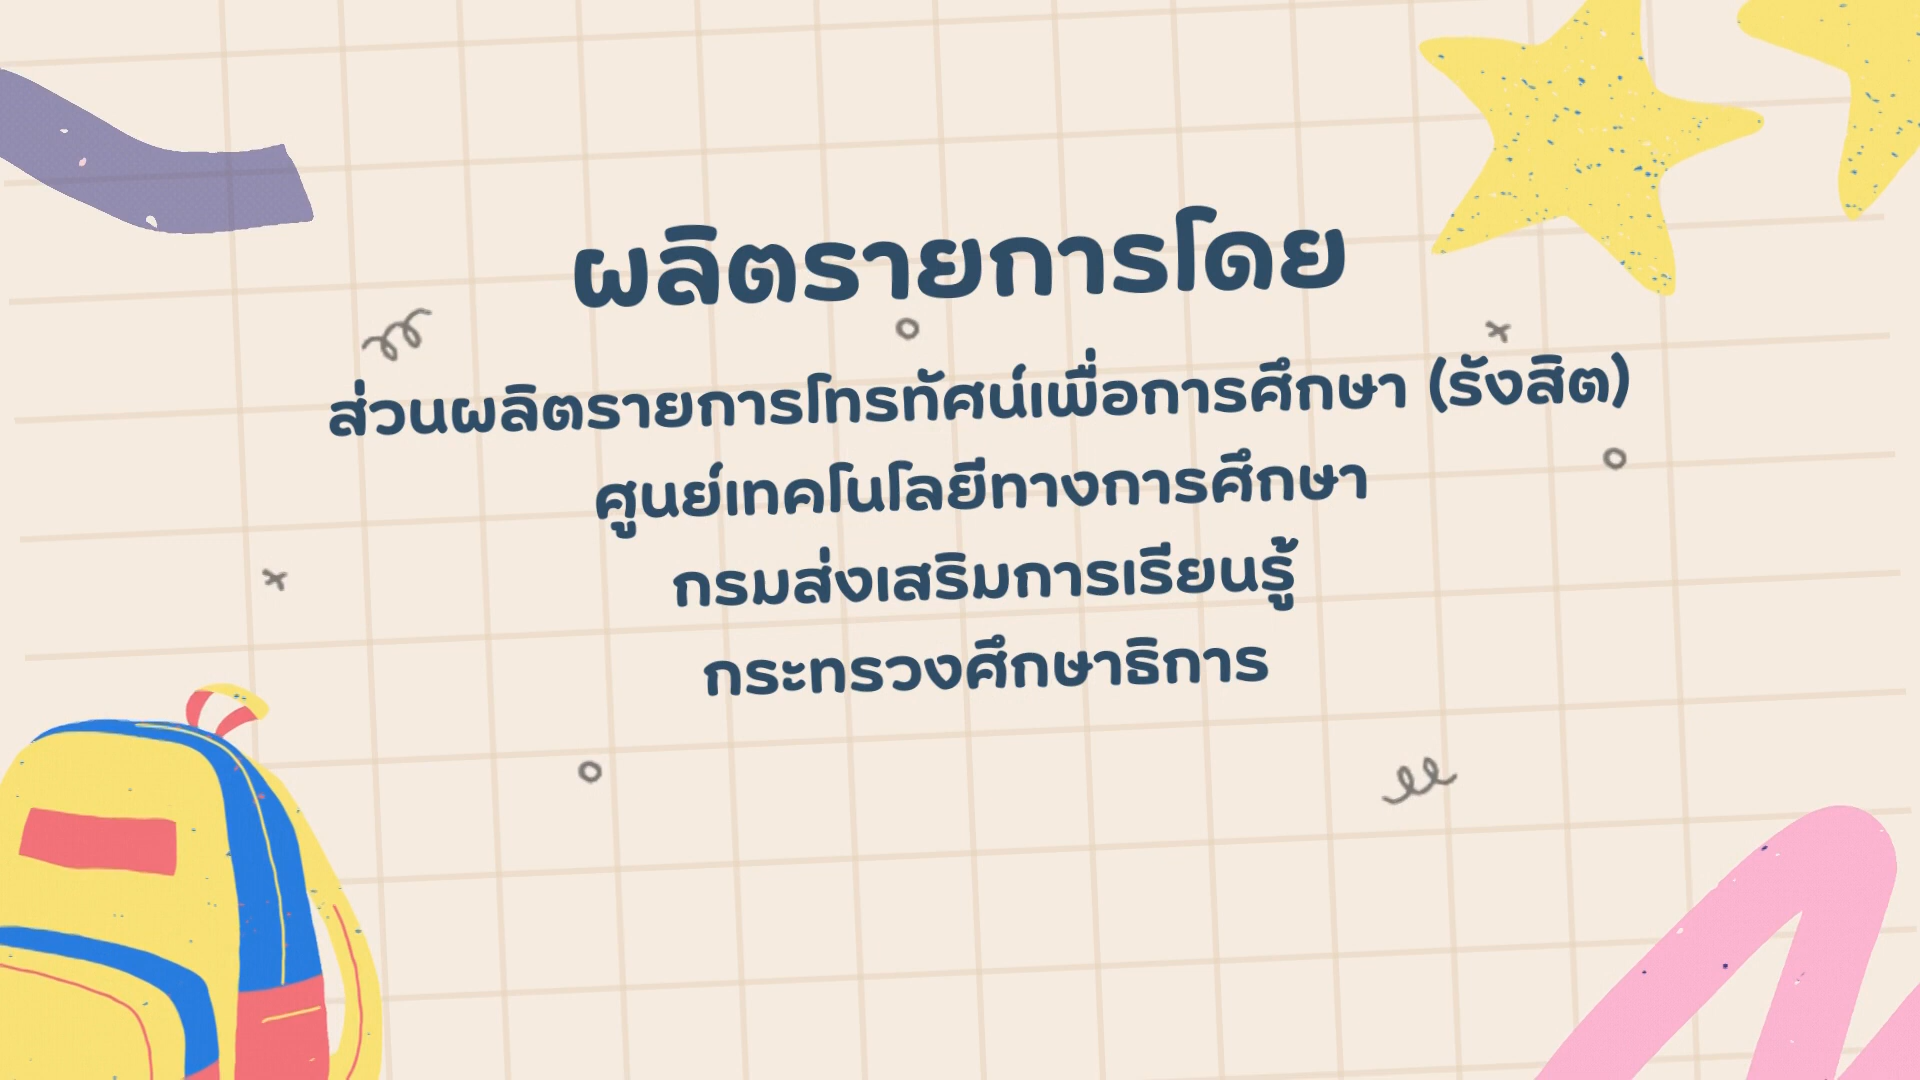 ผลิตรายการโดย
ส่วนผลิตรายการโทรทัศน์เพื่อการศึกษา (รังสิต)
ศูนย์เทคโนโลยีทางการศึกษา
กรมส่งเสริมการเรียนรู้
กระทรวงศึกษาธิการ